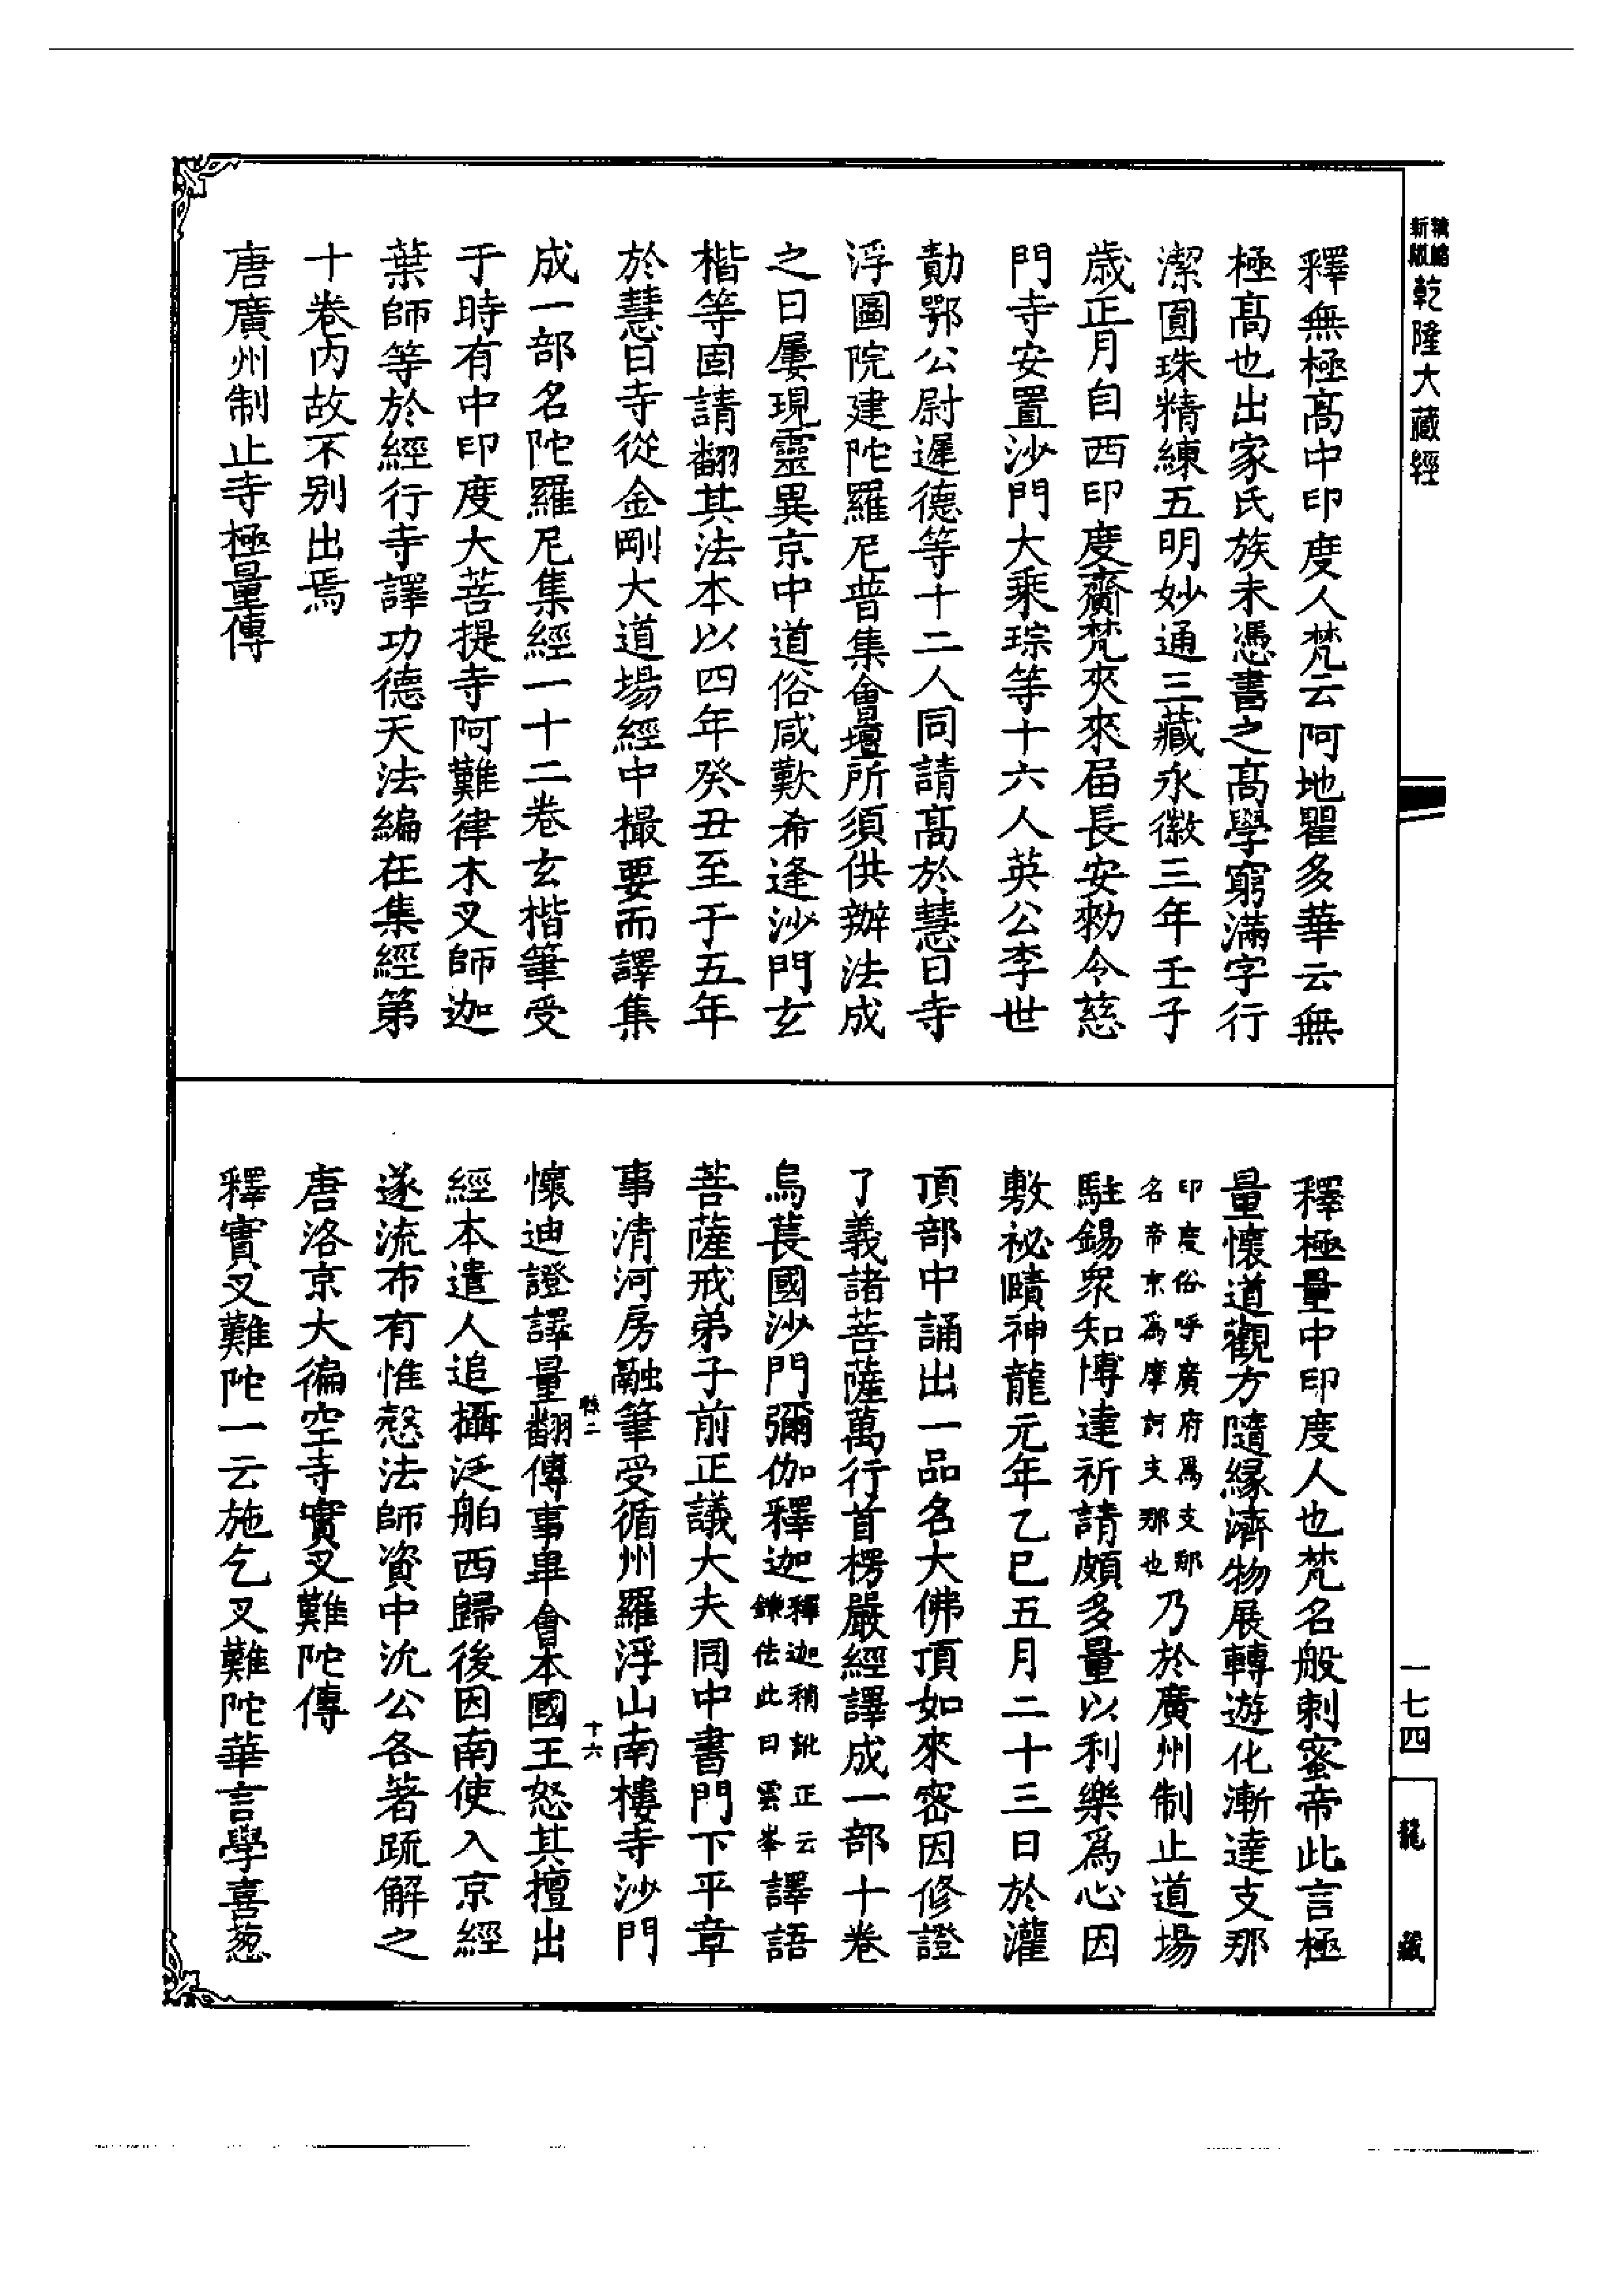 新版精縮乾隆大藏經
釋無極高中印度人梵云阿地瞿多華云無
極高也出家氏族未憑書之高學窮滿字行
潔圓珠精練五明妙通三藏永徽三年壬子
歲正月自西印度齎梵夾來屆長安勑令慈
門寺安置沙門大乘琮等十六人英公李世
勣鄂公尉遲德等十二人同請高於慧日寺
浮圖院建陀羅尼普集會壇所須供辦法成
之日屢現靈異京中道俗咸歎希逢沙門玄
楷等固請翻其法本以四年癸丑至于五年
於慧日寺從金剛大道場經中撮要而譯集
成一部名陀羅尼集經一十二卷玄楷筆受
于時有中印度大菩提寺阿難律木叉師迦
葉師等於經行寺譯功德天法編在集經第
十卷內故不別出焉
唐廣州制止寺極量傳
釋極量中印度人也梵名般剌蜜帝此言極
量懷道觀方隨緣濟物展轉遊化漸達支那
印度俗呼廣府為支那
名帝京為摩訶支那也乃於廣州制止道場
駐錫眾知博達祈請頗多量以利樂為心因
敷祕賾神龍元年乙巳五月二十三日於灌
頂部中誦出一品名大佛頂如來密因修證
了義諸菩薩萬行首楞嚴經譯成一部十卷
烏萇國沙門彌伽釋迦
釋迦稍訛正云
鑠佉此曰雲峯譯語
菩薩戒弟子前正議大夫同中書門下平章
事清河房融筆受循州羅浮山南樓寺沙門
十六
懷迪證譯量翻傳事畢會本國王怒其擅出
經本遣人追攝泛舶西歸後因南使入京經
遂流布有惟慤法師資中沇公各著疏解之
唐洛京大徧空寺實叉難陀傳
釋實叉難陀一云施乞叉難陀華言學喜葱
一七四
龍藏